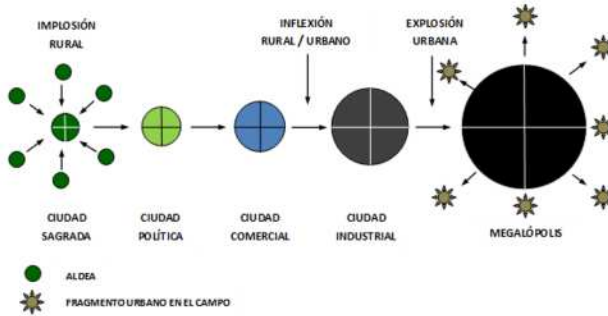 IMPLOSIÓN
RURAL
INFLEXIÓN
RURAL / URBANO
EXPLOSIÓN
URBANA
CIUDAD
SAGRADA
CIUDAD
POLÍTICA
CIUDAD
COMERCIAL
CIUDAD
INDUSTRIAL
MEGALÓPOLIS
ALDEA
FRAGMENTO URBANO EN EL CAMPO